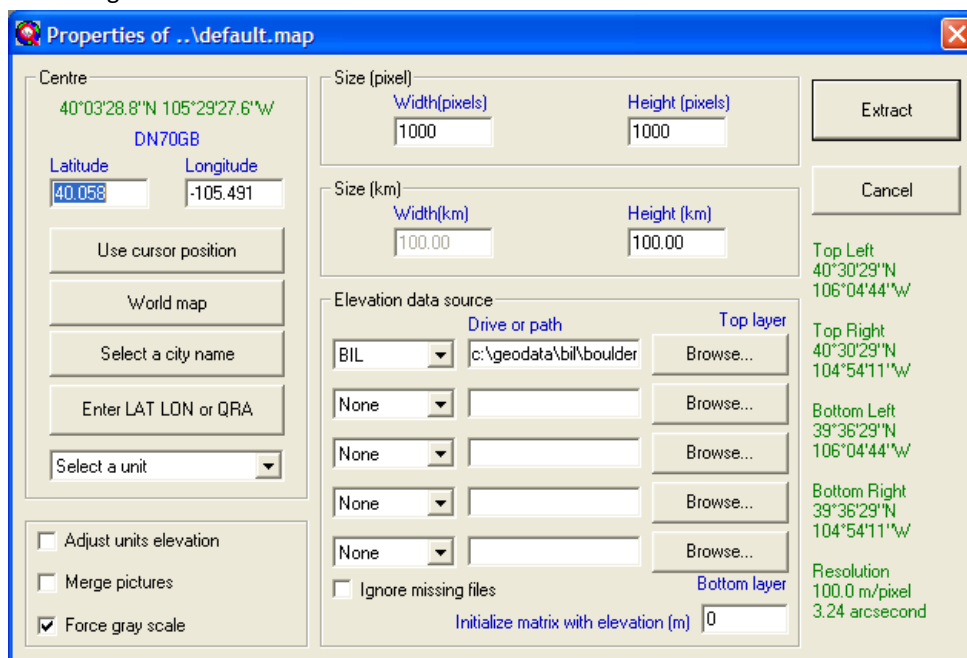 Properties of ..\default.map
Centre
40°03'28.8''N 105°29'27.6''W
DN70GB
Latitude Longitude
40.058 -105.491
Use cursor position
World map
Select a city name
Enter LAT LON or QRA
Select a unit
Adjust units elevation
Merge pictures
Force gray scale
Size (pixel)
Width(pixels) Height (pixels)
1000 1000
Size (km)
Width(km) Height (km)
100.00 100.00
Elevation data source
Drive or path Top layer
BIL c:\geodata\bil\boulder Browse...
None Browse...
None Browse...
None Browse...
None Browse...
Ignore missing files Bottom layer
Initialize matrix with elevation (m) 0
Extract
Cancel
Top Left
40°30'29''N
106°04'44''W
Top Right
40°30'29''N
104°54'11''W
Bottom Left
39°36'29''N
106°04'44''W
Bottom Right
39°36'29''N
104°54'11''W
Resolution
100.0 m/pixel
3.24 arcsecond